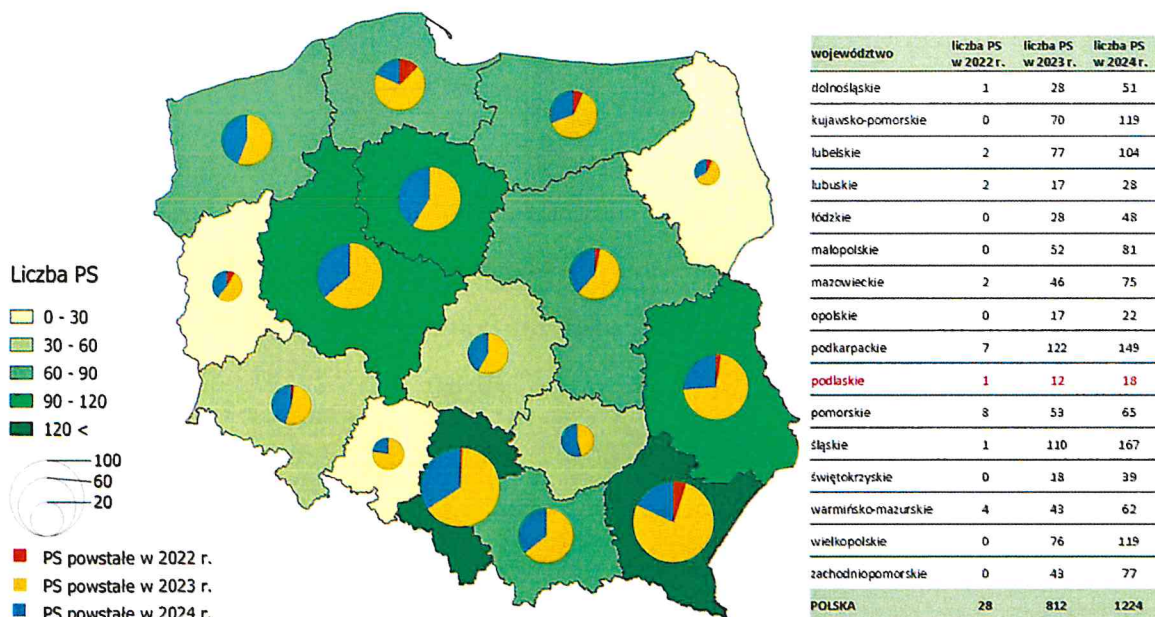 Liczba PS
0 - 30
30 - 60
60 - 90
90 - 120
120 <
100
60
20
PS powstałe w 2022 r.
PS powstałe w 2023 r.
PS powstałe w 2024 r.
województwo liczba PS w 2022 r. liczba PS w 2023 r. liczba PS w 2024 r.
dolnośląskie 1 28 51
kujawsko-pomorskie 0 70 119
lubelskie 2 77 104
lubuskie 2 17 28
łódzkie 0 28 48
małopolskie 0 52 81
mazowieckie 2 46 75
opolskie 0 17 22
podkarpackie 7 122 149
podlaskie 1 12 18
pomorskie 8 53 65
śląskie 1 110 167
świętokrzyskie 0 18 39
warmińsko-mazurskie 4 43 62
wielkopolskie 0 76 119
zachodniopomorskie 0 43 77
POLSKA 28 812 1224